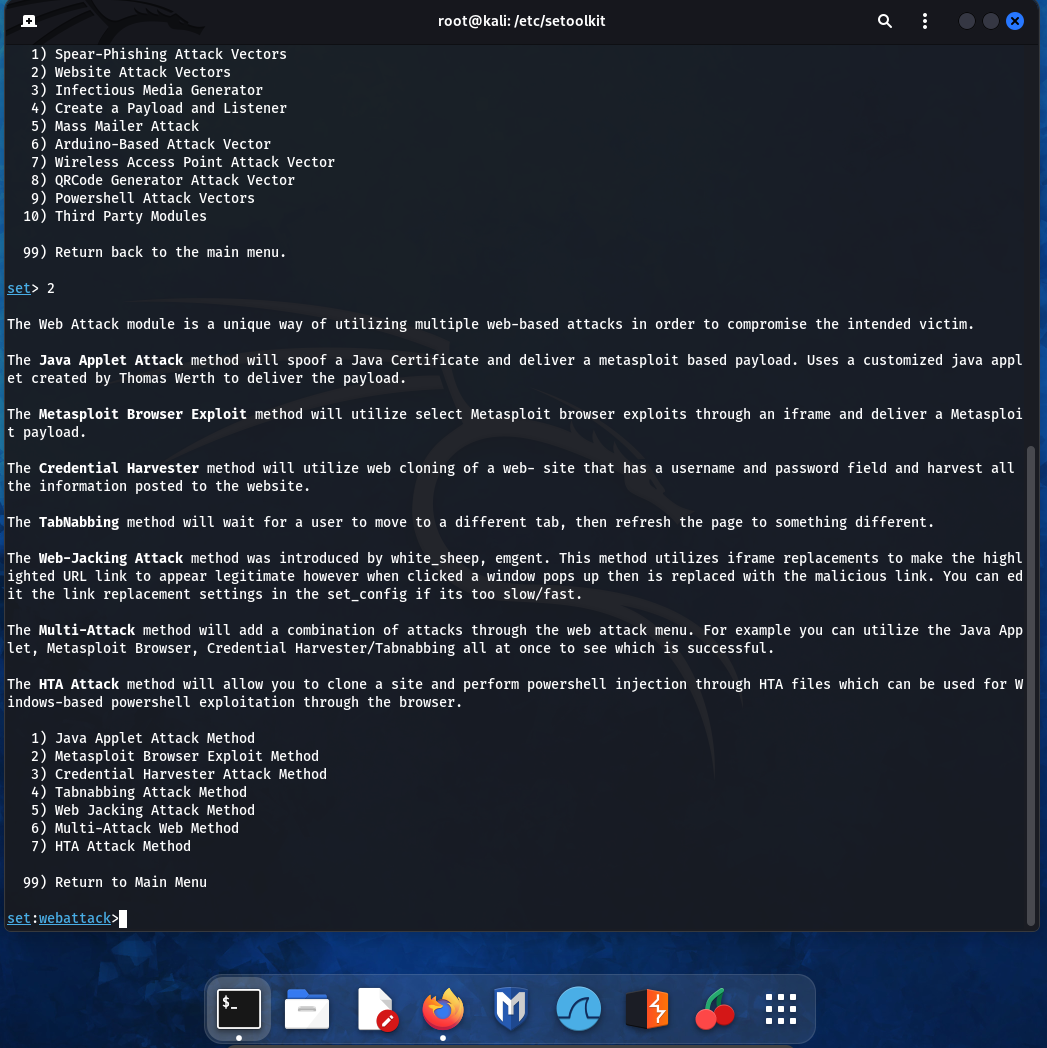 root@kali: /etc/setoolkit
1) Spear-Phishing Attack Vectors
2) Website Attack Vectors
3) Infectious Media Generator
4) Create a Payload and Listener
5) Mass Mailer Attack
6) Arduino-Based Attack Vector
7) Wireless Access Point Attack Vector
8) QRCode Generator Attack Vector
9) Powershell Attack Vectors
10) Third Party Modules
99) Return back to the main menu.
set> 2
The Web Attack module is a unique way of utilizing multiple web-based attacks in order to compromise the intended victim.
The Java Applet Attack method will spoof a Java Certificate and deliver a metasploit based payload. Uses a customized java appl
et created by Thomas Werth to deliver the payload.
The Metasploit Browser Exploit method will utilize select Metasploit browser exploits through an iframe and deliver a Metasploi
t payload.
The Credential Harvester method will utilize web cloning of a web- site that has a username and password field and harvest all
the information posted to the website.
The TabNabbing method will wait for a user to move to a different tab, then refresh the page to something different.
The Web-Jacking Attack method was introduced by white_sheep, emgent. This method utilizes iframe replacements to make the highl
ighted URL link to appear legitimate however when clicked a window pops up then is replaced with the malicious link. You can ed
it the link replacement settings in the set_config if its too slow/fast.
The Multi-Attack method will add a combination of attacks through the web attack menu. For example you can utilize the Java App
let, Metasploit Browser, Credential Harvester/Tabnabbing all at once to see which is successful.
The HTA Attack method will allow you to clone a site and perform powershell injection through HTA files which can be used for W
indows-based powershell exploitation through the browser.
1) Java Applet Attack Method
2) Metasploit Browser Exploit Method
3) Credential Harvester Attack Method
4) Tabnabbing Attack Method
5) Web Jacking Attack Method
6) Multi-Attack Web Method
7) HTA Attack Method
99) Return to Main Menu
set:webattack>
$_
M